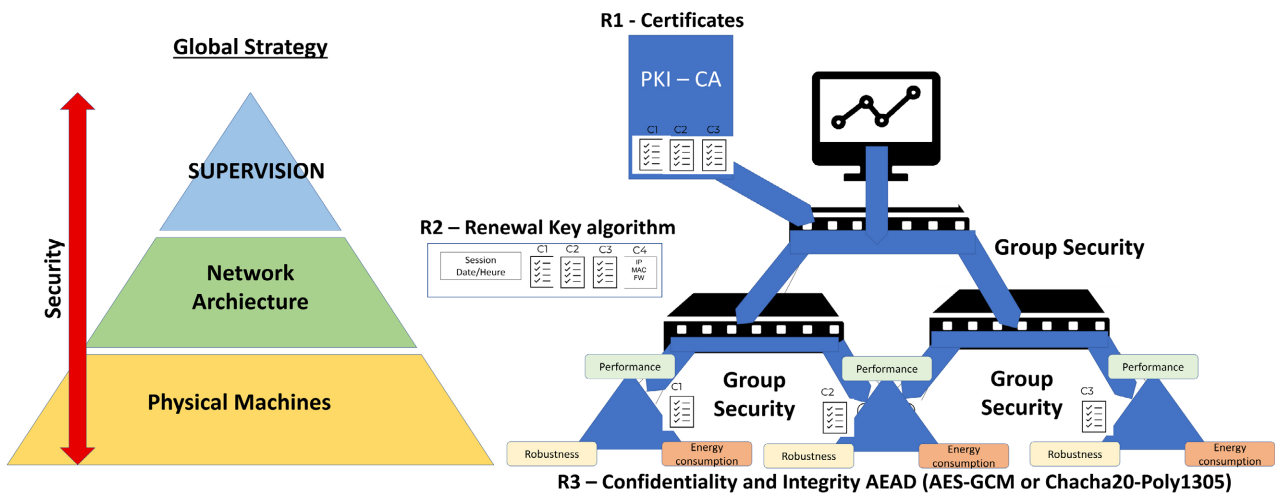 Global Strategy
Security
SUPERVISION
Network
Archiecture
Physical Machines
R1 - Certificates
PKI – CA
C1 C2 C3
R2 – Renewal Key algorithm
Session
Date/Heure
C1 C2 C3 C4
IP
MAC
FW
Group Security
Performance
C1
Group
Security
Robustness
Energy
consumption
Performance
C2
Robustness
Energy
consumption
Group
Security
Performance
C3
Robustness
Energy
consumption
R3 – Confidentiality and Integrity AEAD (AES-GCM or Chacha20-Poly1305)